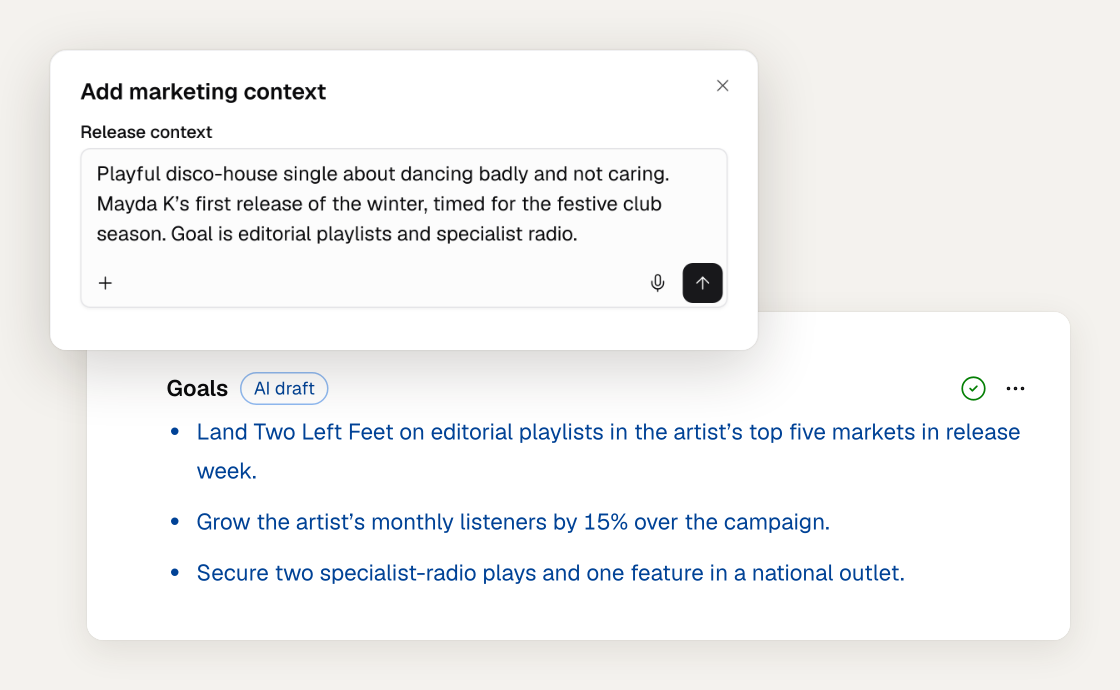 Add marketing context
Release context
Playful disco-house single about dancing badly and not caring.
Mayda K’s first release of the winter, timed for the festive club
season. Goal is editorial playlists and specialist radio.
Goals
AI draft
Land Two Left Feet on editorial playlists in the artist’s top five markets in release
week.
Grow the artist’s monthly listeners by 15% over the campaign.
Secure two specialist-radio plays and one feature in a national outlet.